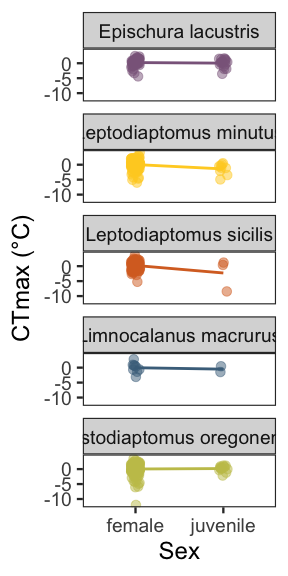 Epischura lacustris
0
-5
-10
eptodiaptomus minutus
0
-5
-10
Leptodiaptomus sicilis
0
-5
-10
Limnocalanus macrurus
0
-5
-10
stodiaptomus oregonen
0
-5
-10
CTmax (°C)
female juvenile
Sex